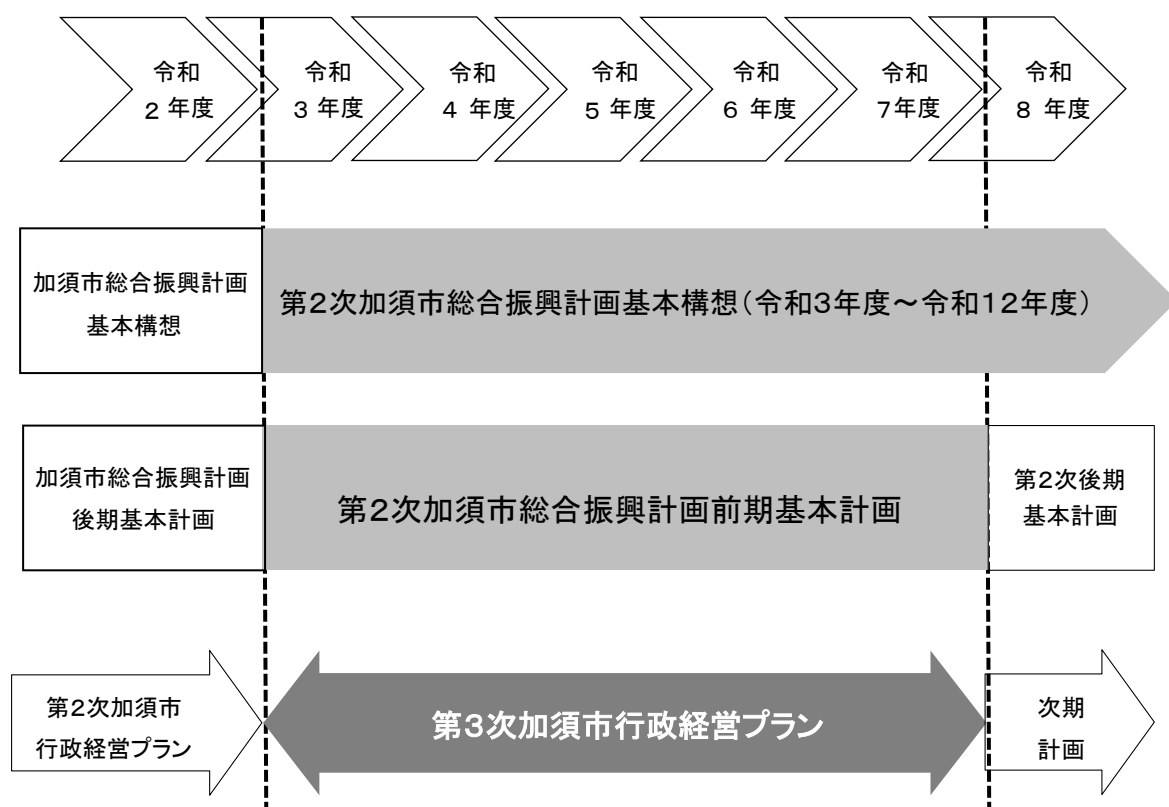 令和
2 年度
令和
3 年度
令和
4 年度
令和
5 年度
令和
6 年度
令和
7年度
令和
8 年度
加須市総合振興計画
基本構想
第2次加須市総合振興計画基本構想(令和3年度~令和12年度)
加須市総合振興計画
後期基本計画
第2次加須市総合振興計画前期基本計画
第2次後期
基本計画
第2次加須市
行政経営プラン
第3次加須市行政経営プラン
次期
計画